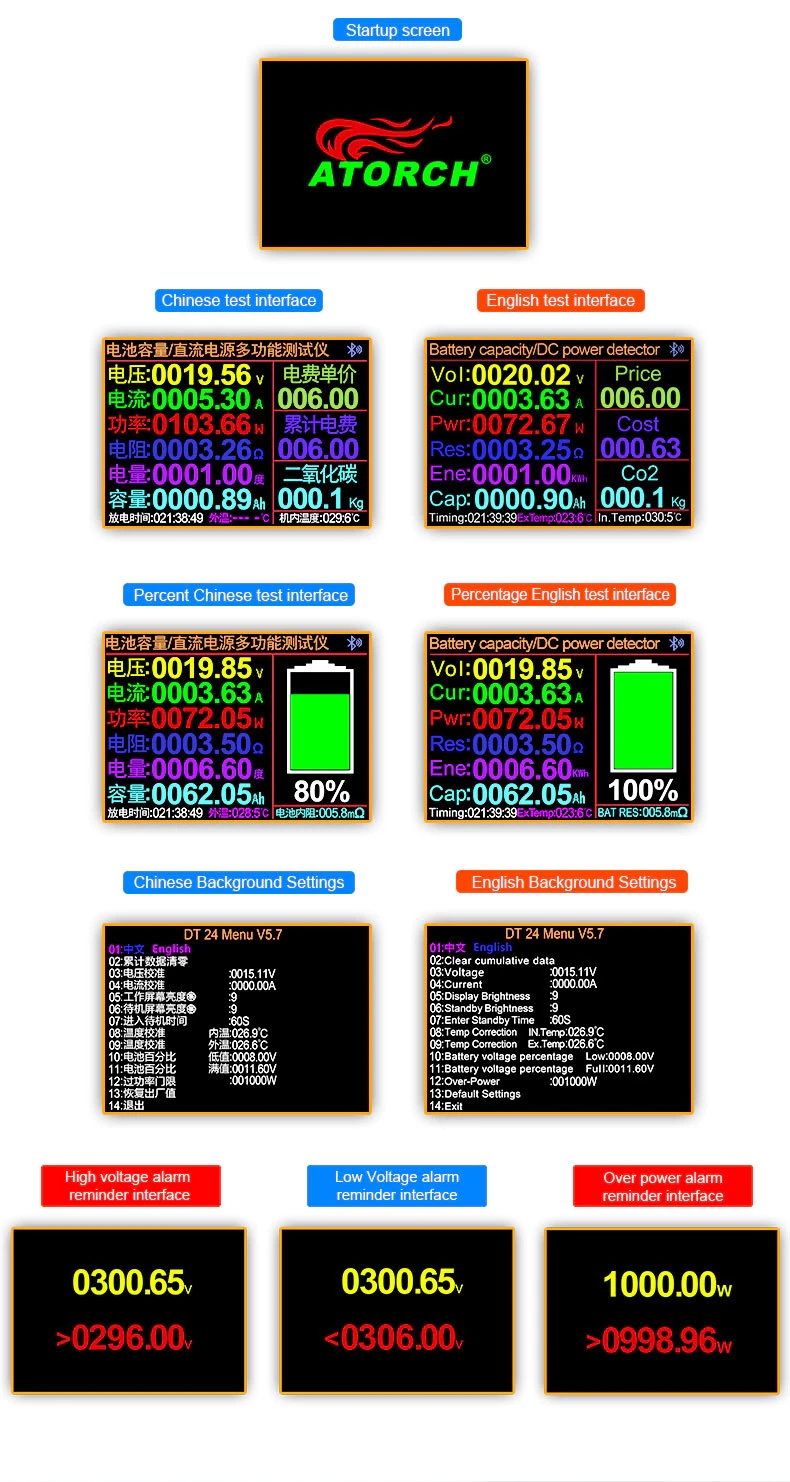 Startup screen
ATORCH®
Chinese test interface
English test interface
电池容量/直流电源多功能测试仪
电压:0019.56 V
电流:0005.30 A
功率:0103.66 W
电阻:0003.26 Ω
电量:0001.00 度
容量:0000.89 Ah
电费单价
006.00
累计电费
006.00
二氧化碳
000.1 Kg
放电时间:021:38:49 外温:--- -℃ 机内温度:029:6℃
Battery capacity/DC power detector
Vol:0020.02 V
Cur:0003.63 A
Pwr:0072.67 W
Res:0003.25 Ω
Ene:0001.00 KWh
Cap:0000.90 Ah
Price
006.00
Cost
000.63
Co2
000.1 Kg
Timing:021:39:39 ExTemp:023:6℃ In.Temp:030:5℃
Percent Chinese test interface
Percentage English test interface
电池容量/直流电源多功能测试仪
电压:0019.85 V
电流:0003.63 A
功率:0072.05 W
电阻:0003.50 Ω
电量:0006.60 度
容量:0062.05 Ah
80%
放电时间:021:38:49 外温:028:5℃ 电池内阻:005.8mΩ
Battery capacity/DC power detector
Vol:0019.85 V
Cur:0003.63 A
Pwr:0072.05 W
Res:0003.50 Ω
Ene:0006.60 KWh
Cap:0062.05 Ah
100%
Timing:021:39:39 ExTemp:023:6℃ BAT RES:005.8mΩ
Chinese Background Settings
English Background Settings
DT 24 Menu V5.7
01:中文 English
02:累计数据清零
03:电压校准 :0015.11V
04:电流校准 :0000.00A
05:工作屏幕亮度 :9
06:待机屏幕亮度 :9
07:进入待机时间 :60S
08:温度校准 内温:026.9℃
09:温度校准 外温:026.6℃
10:电池百分比 低值:0008.00V
11:电池百分比 满值:0011.60V
12:过功率门限 :001000W
13:恢复出厂值
14:退出
DT 24 Menu V5.7
01:中文 English
02:Clear cumulative data
03:Voltage :0015.11V
04:Current :0000.00A
05:Display Brightness :9
06:Standby Brightness :9
07:Enter Standby Time :60S
08:Temp Correction IN.Temp:026.9℃
09:Temp Correction Ex.Temp:026.6℃
10:Battery voltage percentage Low:0008.00V
11:Battery voltage percentage Full:0011.60V
12:Over-Power :001000W
13:Default Settings
14:Exit
High voltage alarm
reminder interface
Low Voltage alarm
reminder interface
Over power alarm
reminder interface
0300.65V
>0296.00V
0300.65V
<0306.00V
1000.00W
>0998.96W